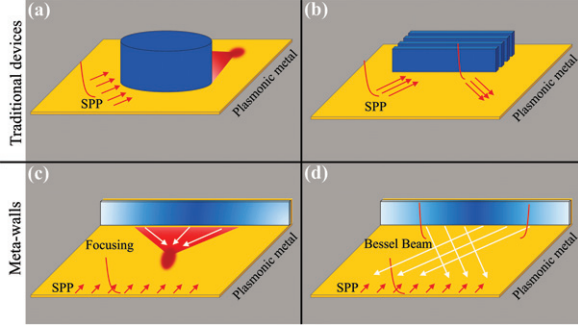 (a)
(b)
Traditional devices
SPP
Plasmonic metal
SPP
Plasmonic metal
(c)
(d)
Meta-walls
Focusing
SPP
Plasmonic metal
Bessel Beam
SPP
Plasmonic metal